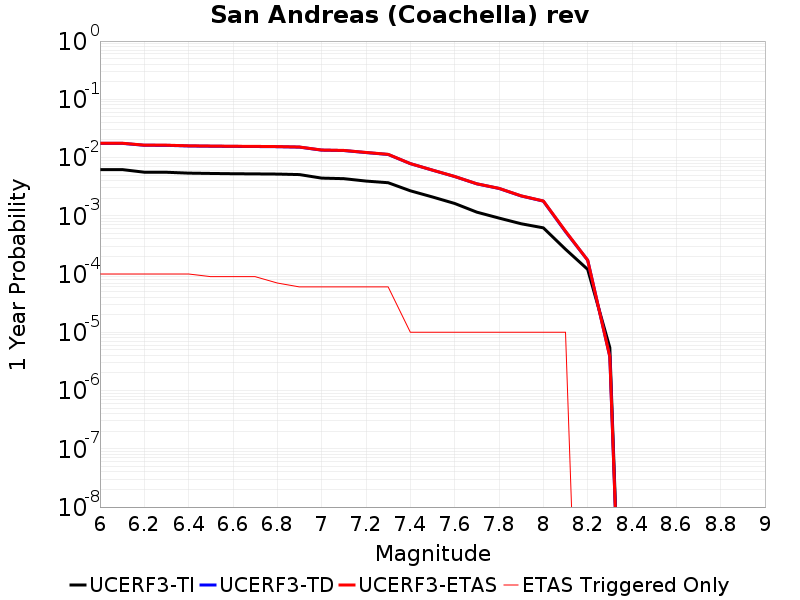 San Andreas (Coachella) rev
1 Year Probability
10^0
10^-1
10^-2
10^-3
10^-4
10^-5
10^-6
10^-7
10^-8
6 6.2 6.4 6.6 6.8 7 7.2 7.4 7.6 7.8 8 8.2 8.4 8.6 8.8 9
Magnitude
UCERF3-TI UCERF3-TD UCERF3-ETAS ETAS Triggered Only